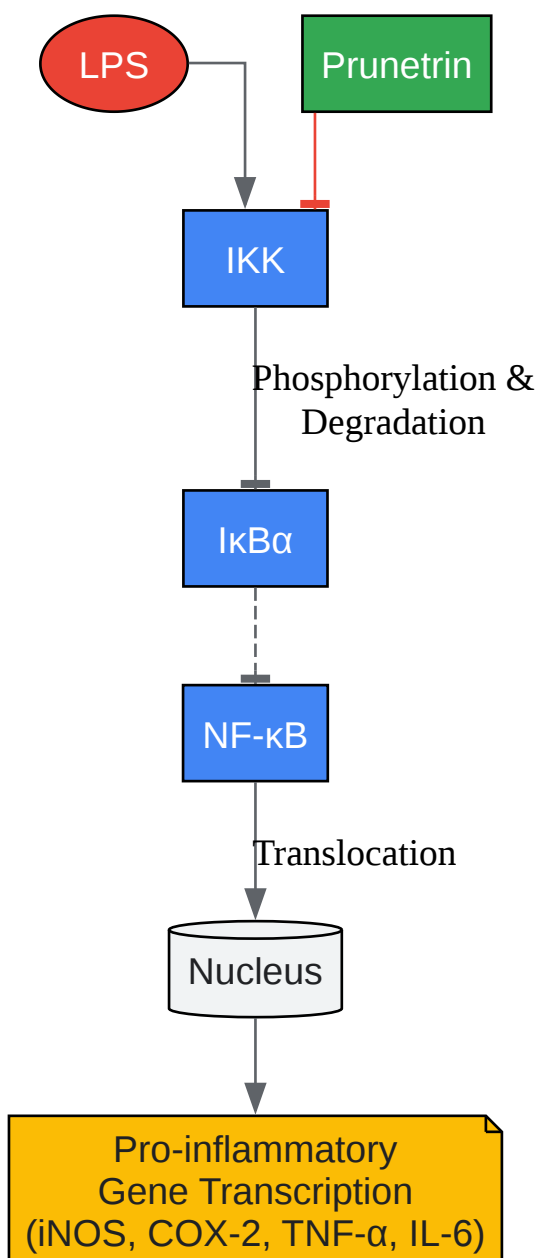 LPS
Prunetrin
IKK
Phosphorylation &
Degradation
IκBα
NF-κB
Translocation
Nucleus
Pro-inflammatory
Gene Transcription
(iNOS, COX-2, TNF-α, IL-6)